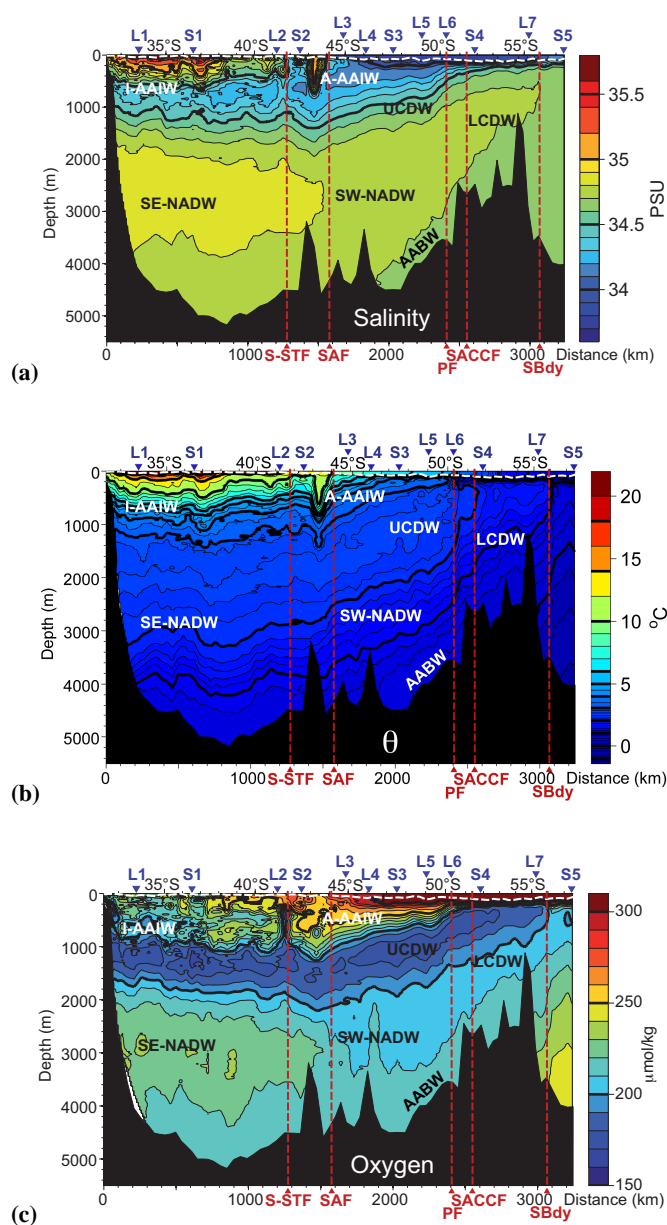 L1 S1 L2 S2 L3 L4 S3 L5 L6 S4 L7 S5
35°S 40°S 45°S 50°S 55°S
0
1000
2000
3000
4000
5000
Depth (m)
I-AAIW A-AAIW
UCDW
LCDW
SE-NADW SW-NADW
AABW
Salinity
35.5
35
34.5
34
PSU
0 1000 2000 3000 Distance (km)
S-STF SAF PF SACCF SBdy
(a)
L1 S1 L2 S2 L3 L4 S3 L5 L6 S4 L7 S5
35°S 40°S 45°S 50°S 55°S
0
1000
2000
3000
4000
5000
Depth (m)
I-AAIW A-AAIW
UCDW
LCDW
SE-NADW SW-NADW
AABW
θ
20
15
10
5
0
°C
0 1000 2000 3000 Distance (km)
S-STF SAF PF SACCF SBdy
(b)
L1 S1 L2 S2 L3 L4 S3 L5 L6 S4 L7 S5
35°S 40°S 45°S 50°S 55°S
0
1000
2000
3000
4000
5000
Depth (m)
I-AAIW A-AAIW
UCDW
LCDW
SE-NADW SW-NADW
AABW
Oxygen
300
250
200
150
µmol/kg
0 1000 2000 3000 Distance (km)
S-STF SAF PF SACCF SBdy
(c)